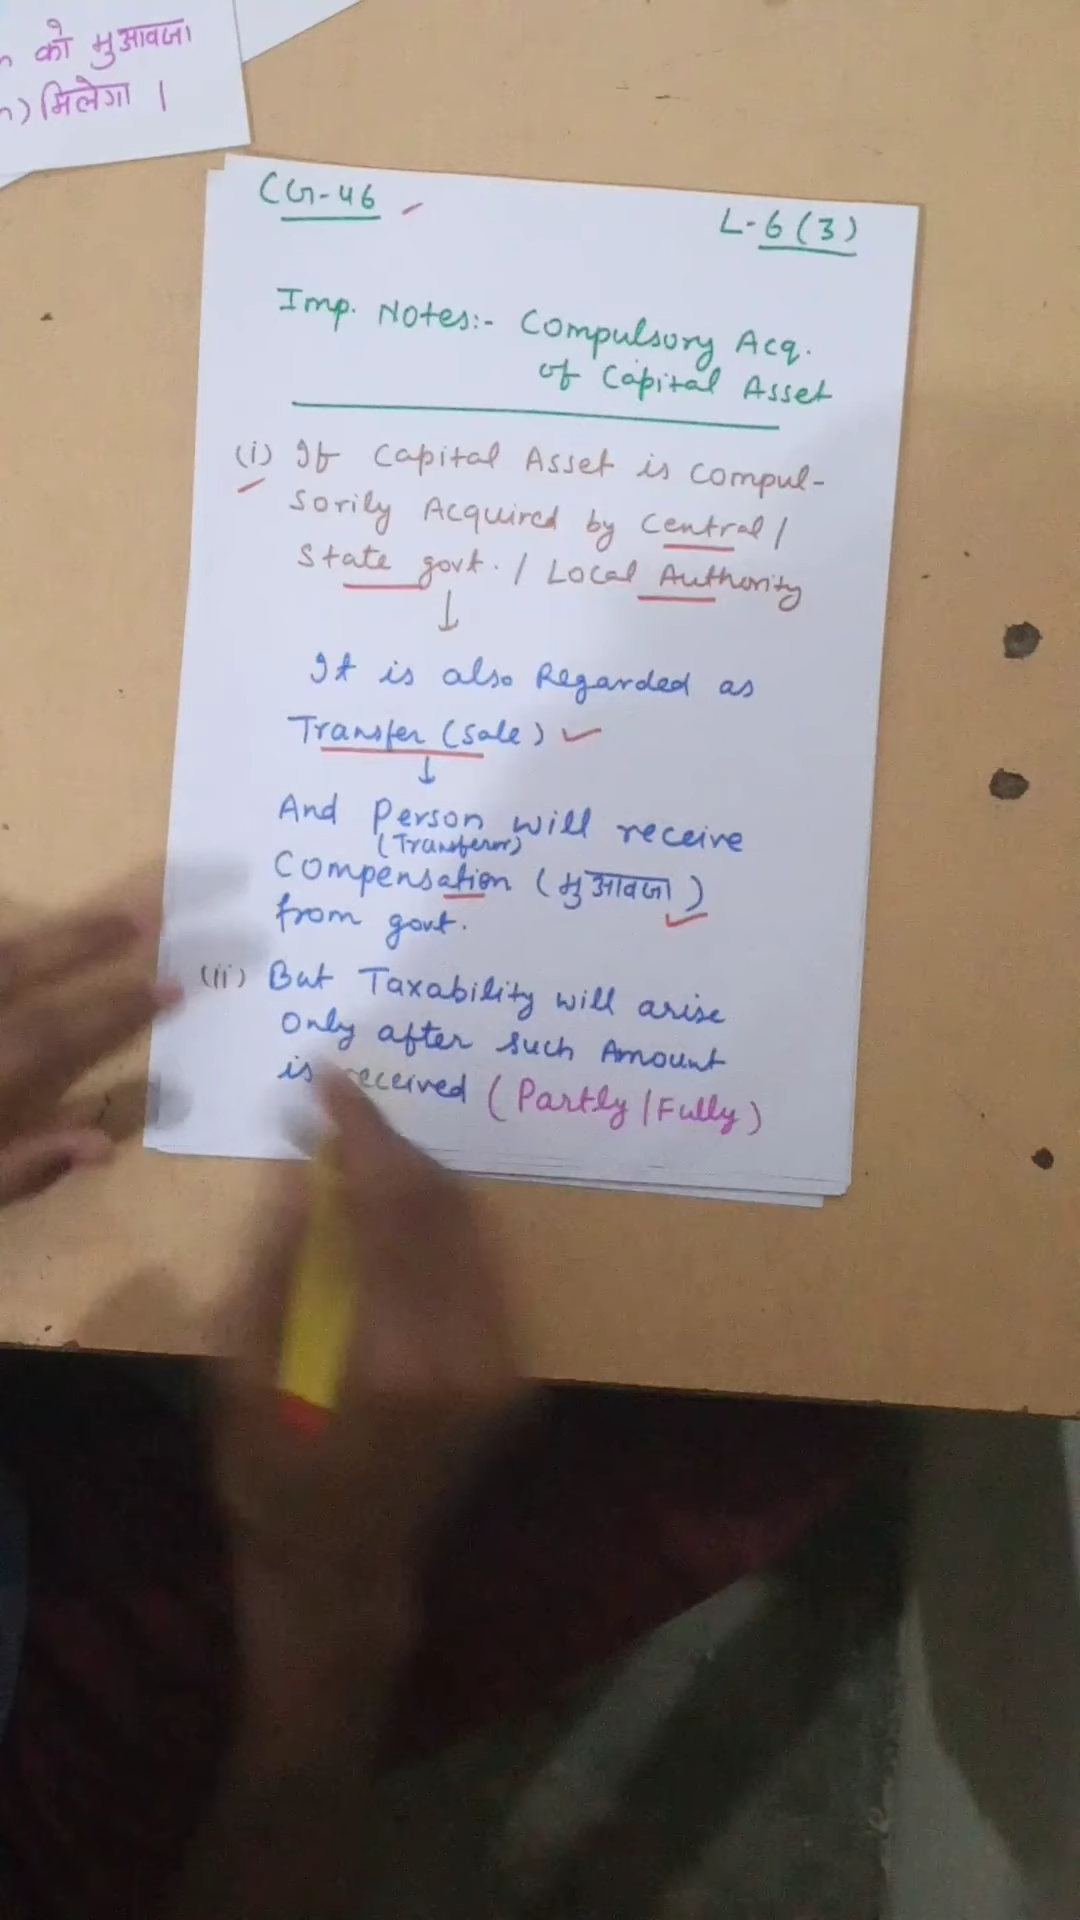 को मुआवजा
) मिलेगा ।
CG-46
L-6(3)
Imp. Notes:- Compulsory Acq.
of Capital Asset
(i) If Capital Asset is compul-
sorily Acquired by Central/
State govt. / Local Authority
↓
It is also Regarded as
Transfer (Sale)
↓
And Person will receive
(Transferor)
Compensation (मुआवजा)
from govt.
(ii) But Taxability will arise
only after such Amount
is received (Partly/Fully)